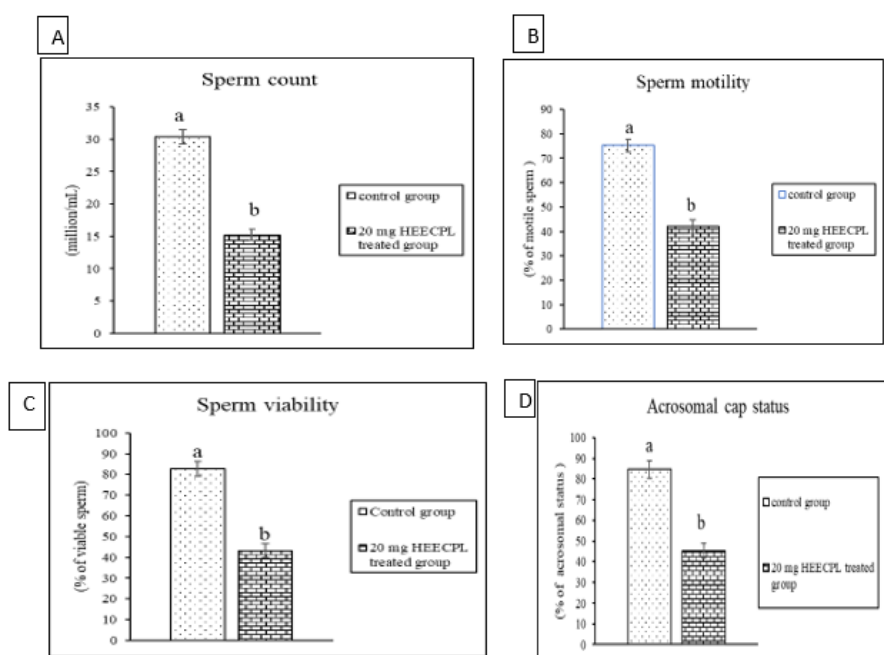 A
Sperm count
(million/mL)
35
30
25
20
15
10
5
0
a
b
control group
20 mg HEECPL
treated group
B
Sperm motility
(% of motile sperm )
90
80
70
60
50
40
30
20
10
0
a
b
control group
20 mg HEECPL
treated group
C
Sperm viability
(% of viable sperm)
100
90
80
70
60
50
40
30
20
10
0
a
b
Control group
20 mg HEECPL
treated group
D
Acrosomal cap status
(% of acrosomal status )
100
90
80
70
60
50
40
30
20
10
0
a
b
control group
20 mg HEECPL treated
group